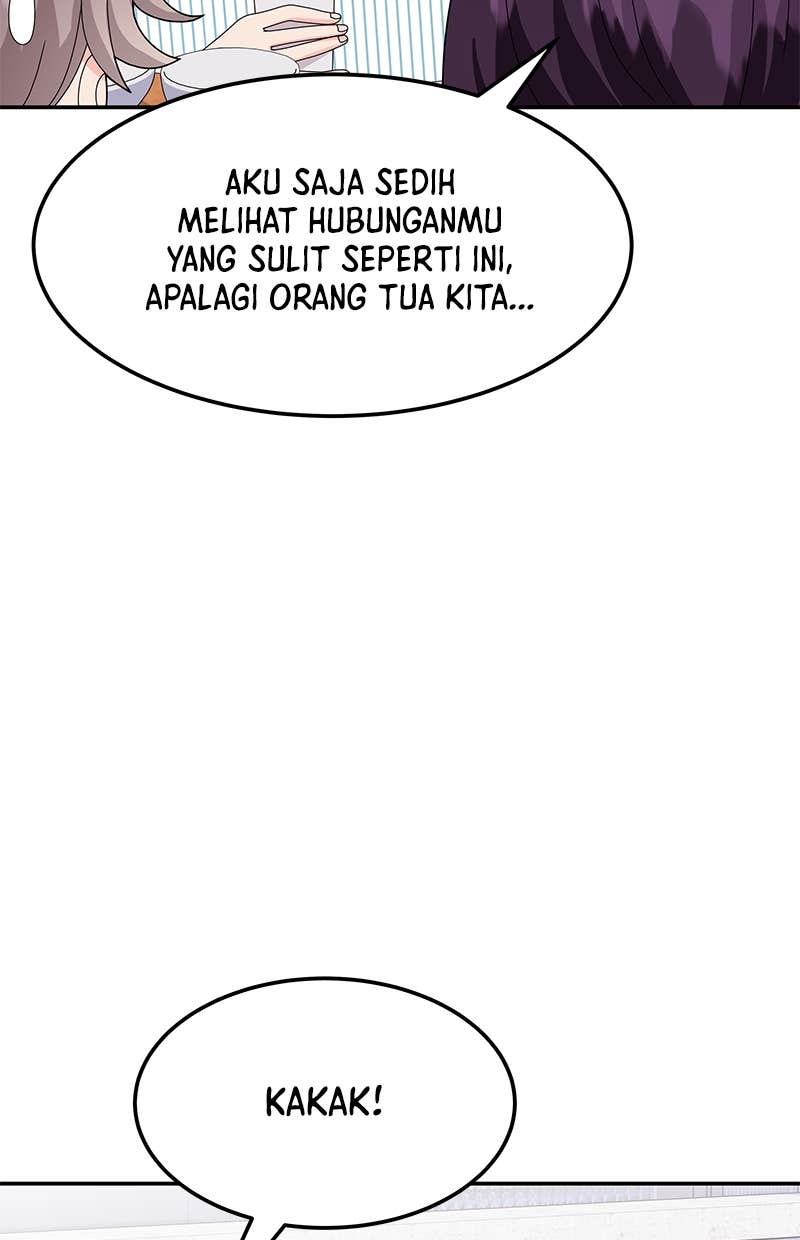 AKU SAJA SEDIH
MELIHAT HUBUNGANMU
YANG SULIT SEPERTI INI,
APALAGI ORANG TUA KITA...
KAKAK!